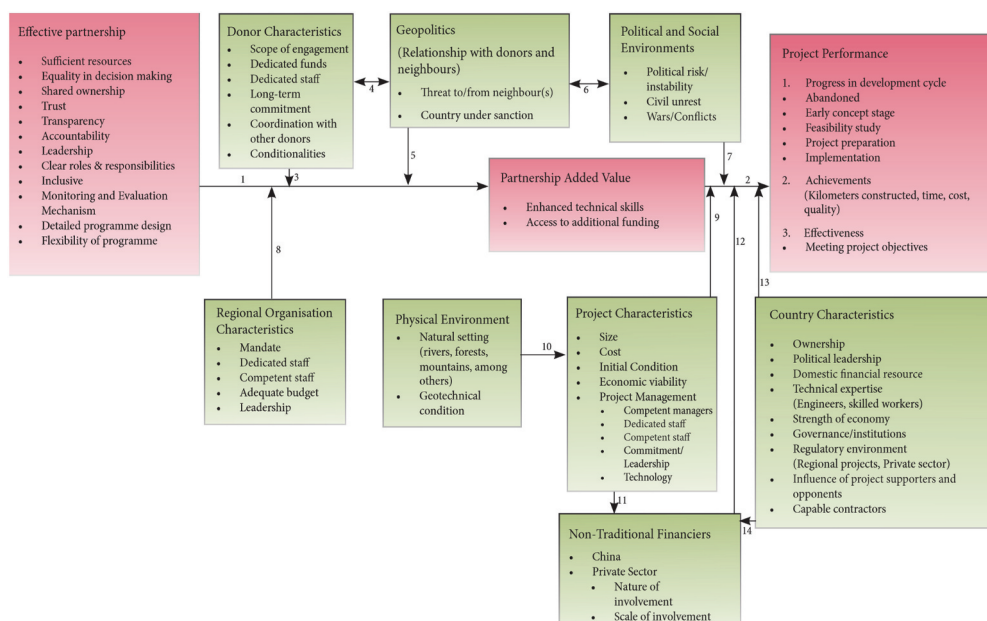 Effective partnership
• Sufficient resources
• Equality in decision making
• Shared ownership
• Trust
• Transparency
• Accountability
• Leadership
• Clear roles & responsibilities
• Inclusive
• Monitoring and Evaluation
Mechanism
• Detailed programme design
• Flexibility of programme
Donor Characteristics
• Scope of engagement
• Dedicated funds
• Dedicated staff
• Long-term
commitment
• Coordination with
other donors
• Conditionalities
4
Geopolitics
(Relationship with donors and
neighbours)
• Threat to/from neighbour(s)
• Country under sanction
6
Political and Social
Environments
• Political risk/
instability
• Civil unrest
• Wars/Conflicts
Project Performance
1. Progress in development cycle
• Abandoned
• Early concept stage
• Feasibility study
• Project preparation
• Implementation
2. Achievements
(Kilometers constructed, time, cost,
quality)
3. Effectiveness
• Meeting project objectives
1
3
5
7
2
Partnership Added Value
• Enhanced technical skills
• Access to additional funding
8
9
12
13
Regional Organisation
Characteristics
• Mandate
• Dedicated staff
• Competent staff
• Adequate budget
• Leadership
Physical Environment
• Natural setting
(rivers, forests,
mountains, among
others)
• Geotechnical
condition
10
Project Characteristics
• Size
• Cost
• Initial Condition
• Economic viability
• Project Management
• Competent managers
• Dedicated staff
• Competent staff
• Commitment/
Leadership
• Technology
11
Country Characteristics
• Ownership
• Political leadership
• Domestic financial resource
• Technical expertise
(Engineers, skilled workers)
• Strength of economy
• Governance/institutions
• Regulatory environment
(Regional projects, Private sector)
• Influence of project supporters and
opponents
• Capable contractors
14
Non-Traditional Financiers
• China
• Private Sector
• Nature of
involvement
• Scale of involvement